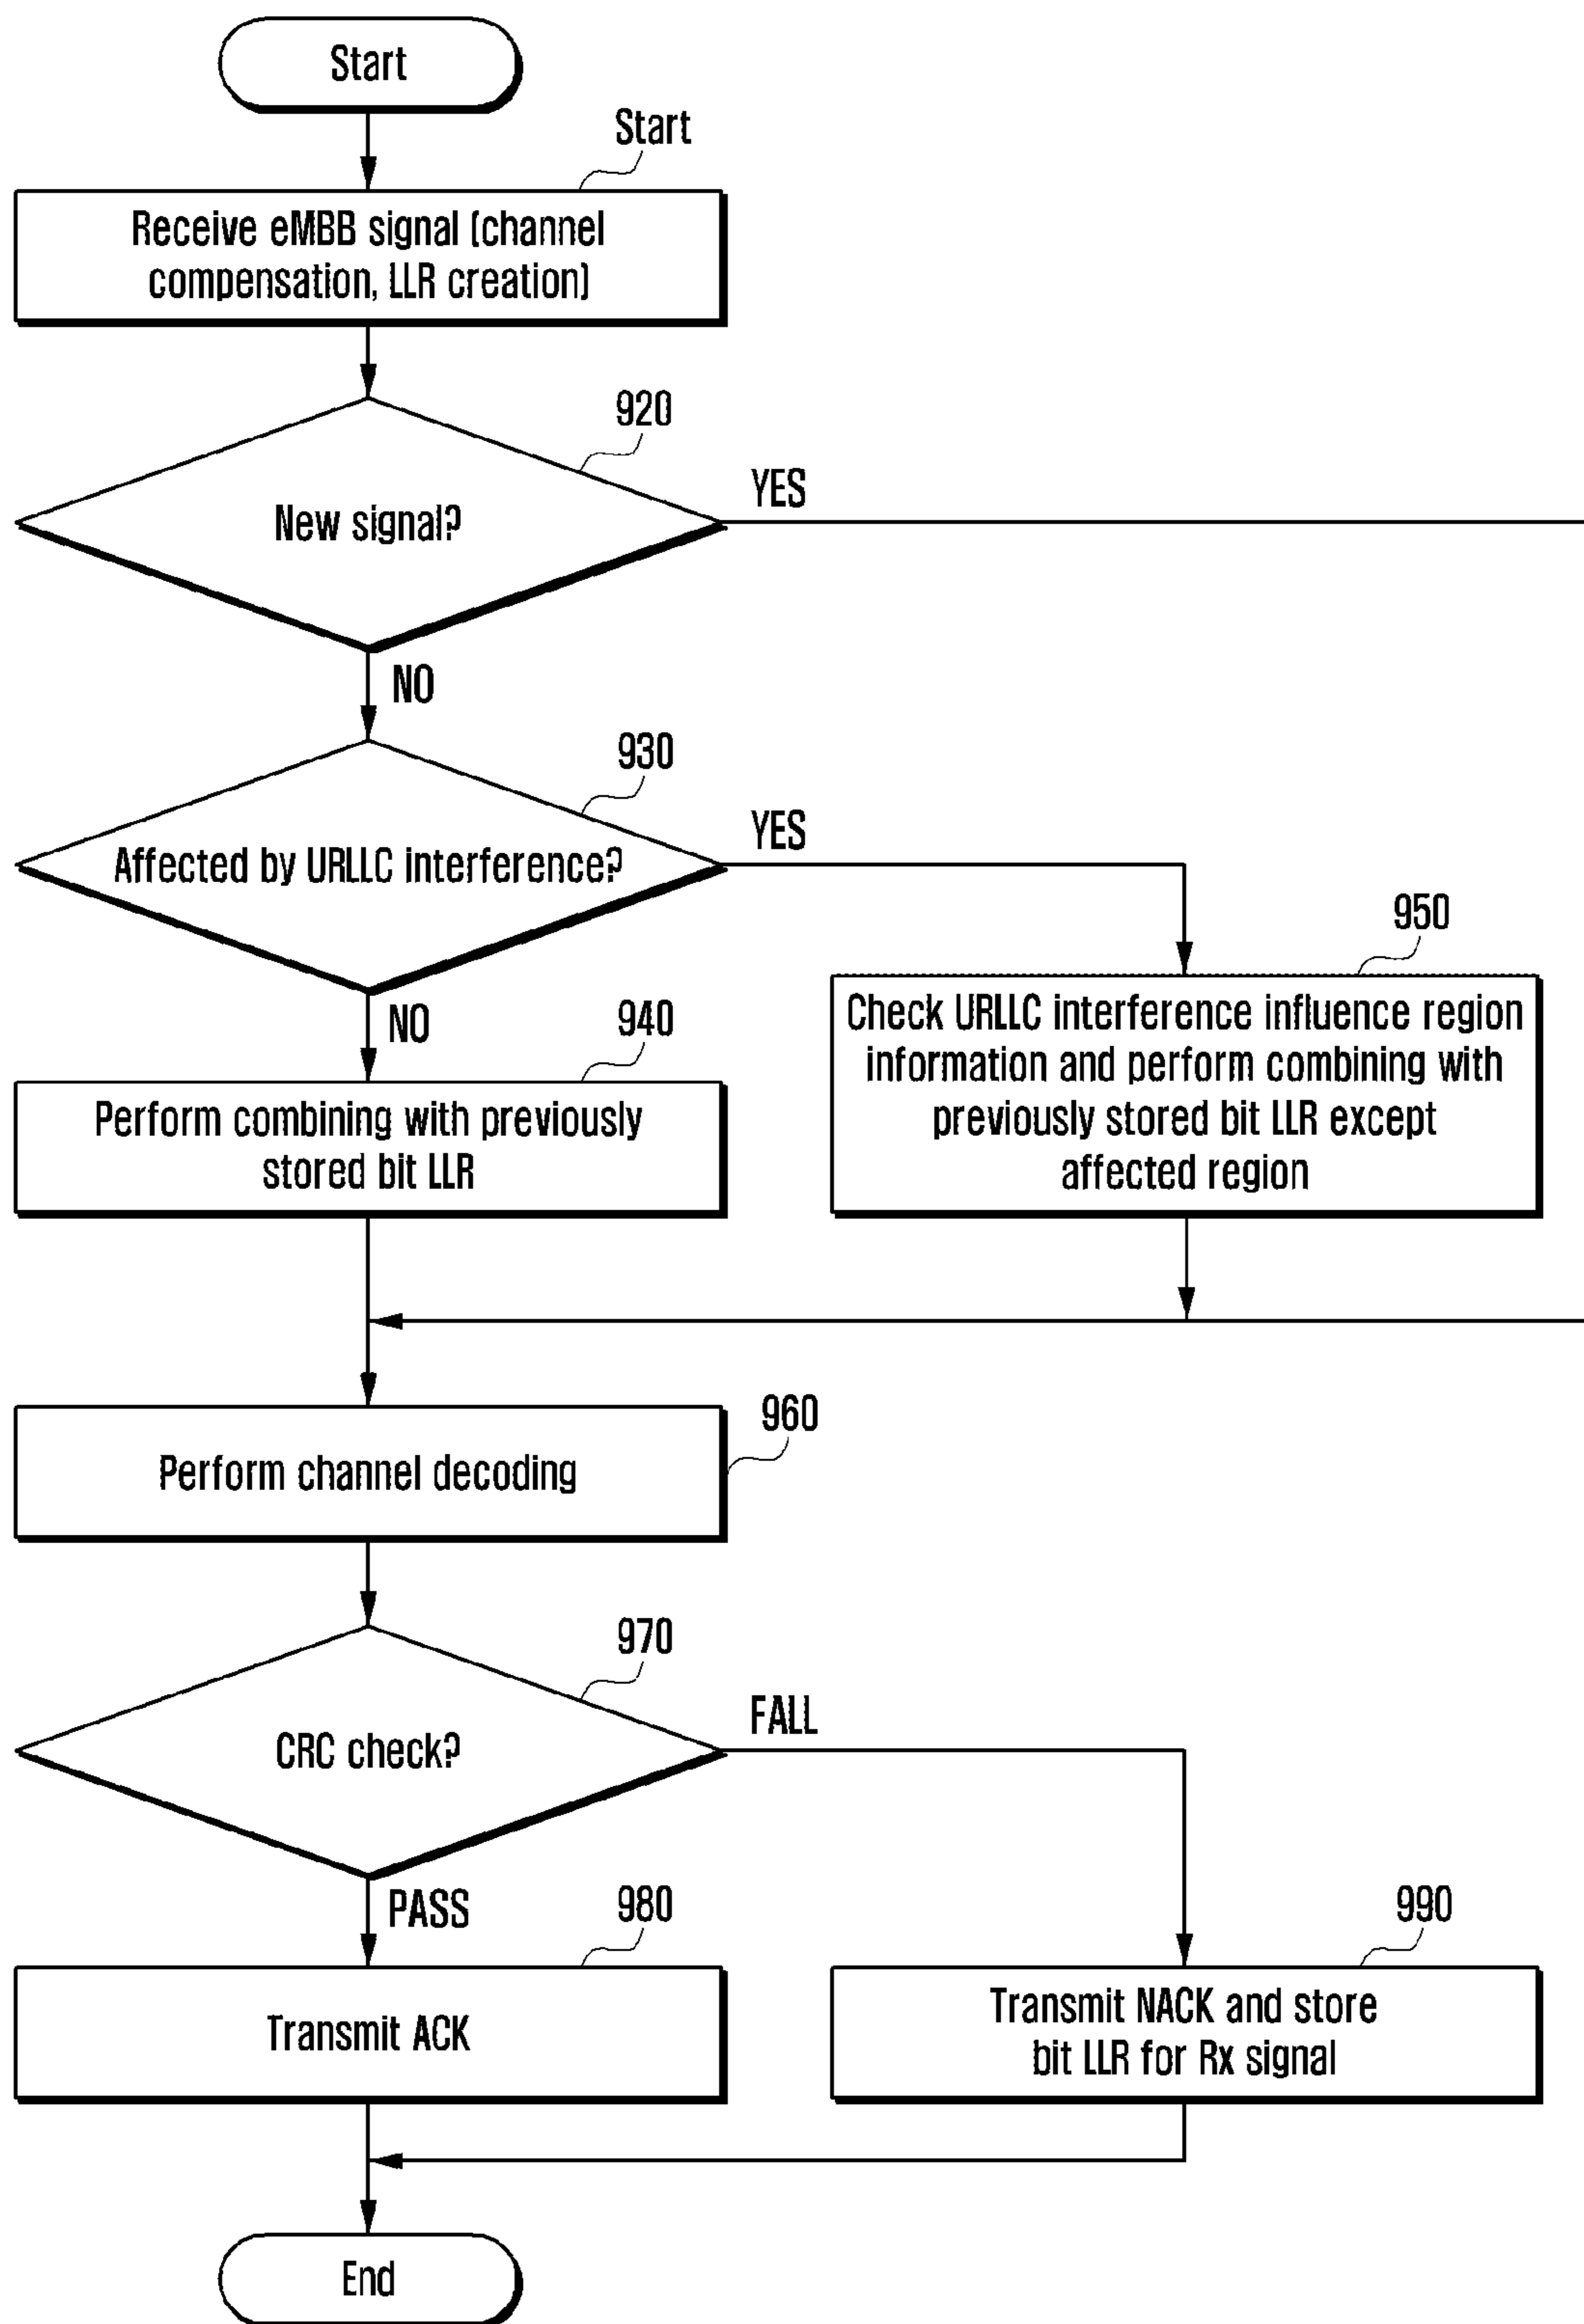 Start
Start
Receive eMBB signal (channel
compensation, LLR creation)
920
New signal?
YES
NO
930
Affected by URLLC interference?
YES
NO
940
Perform combining with previously
stored bit LLR
950
Check URLLC interference influence region
information and perform combining with
previously stored bit LLR except
affected region
960
Perform channel decoding
970
CRC check?
FALL
PASS
980
Transmit ACK
990
Transmit NACK and store
bit LLR for Rx signal
End